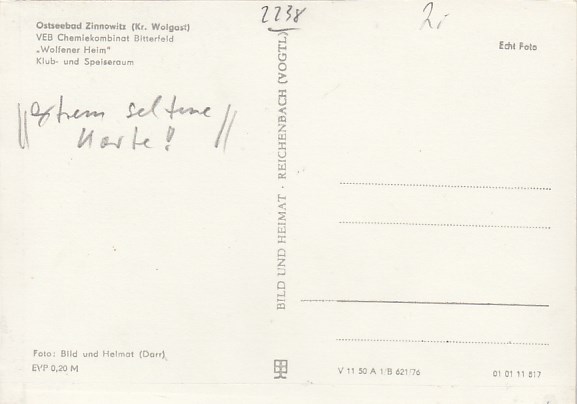 Ostseebad Zinnowitz (Kr. Wolgast)
VEB Chemiekombinat Bitterfeld
„Wolfener Heim"
Klub- und Speiseraum
2238
2,-
Echt Foto
extrem seltene
Karte!
BILD UND HEIMAT · REICHENBACH (VOGTL)
Foto: Bild und Heimat (Darr)
EVP 0,20 M
V 11 50 A 1/B 621/76
01 01 11 817